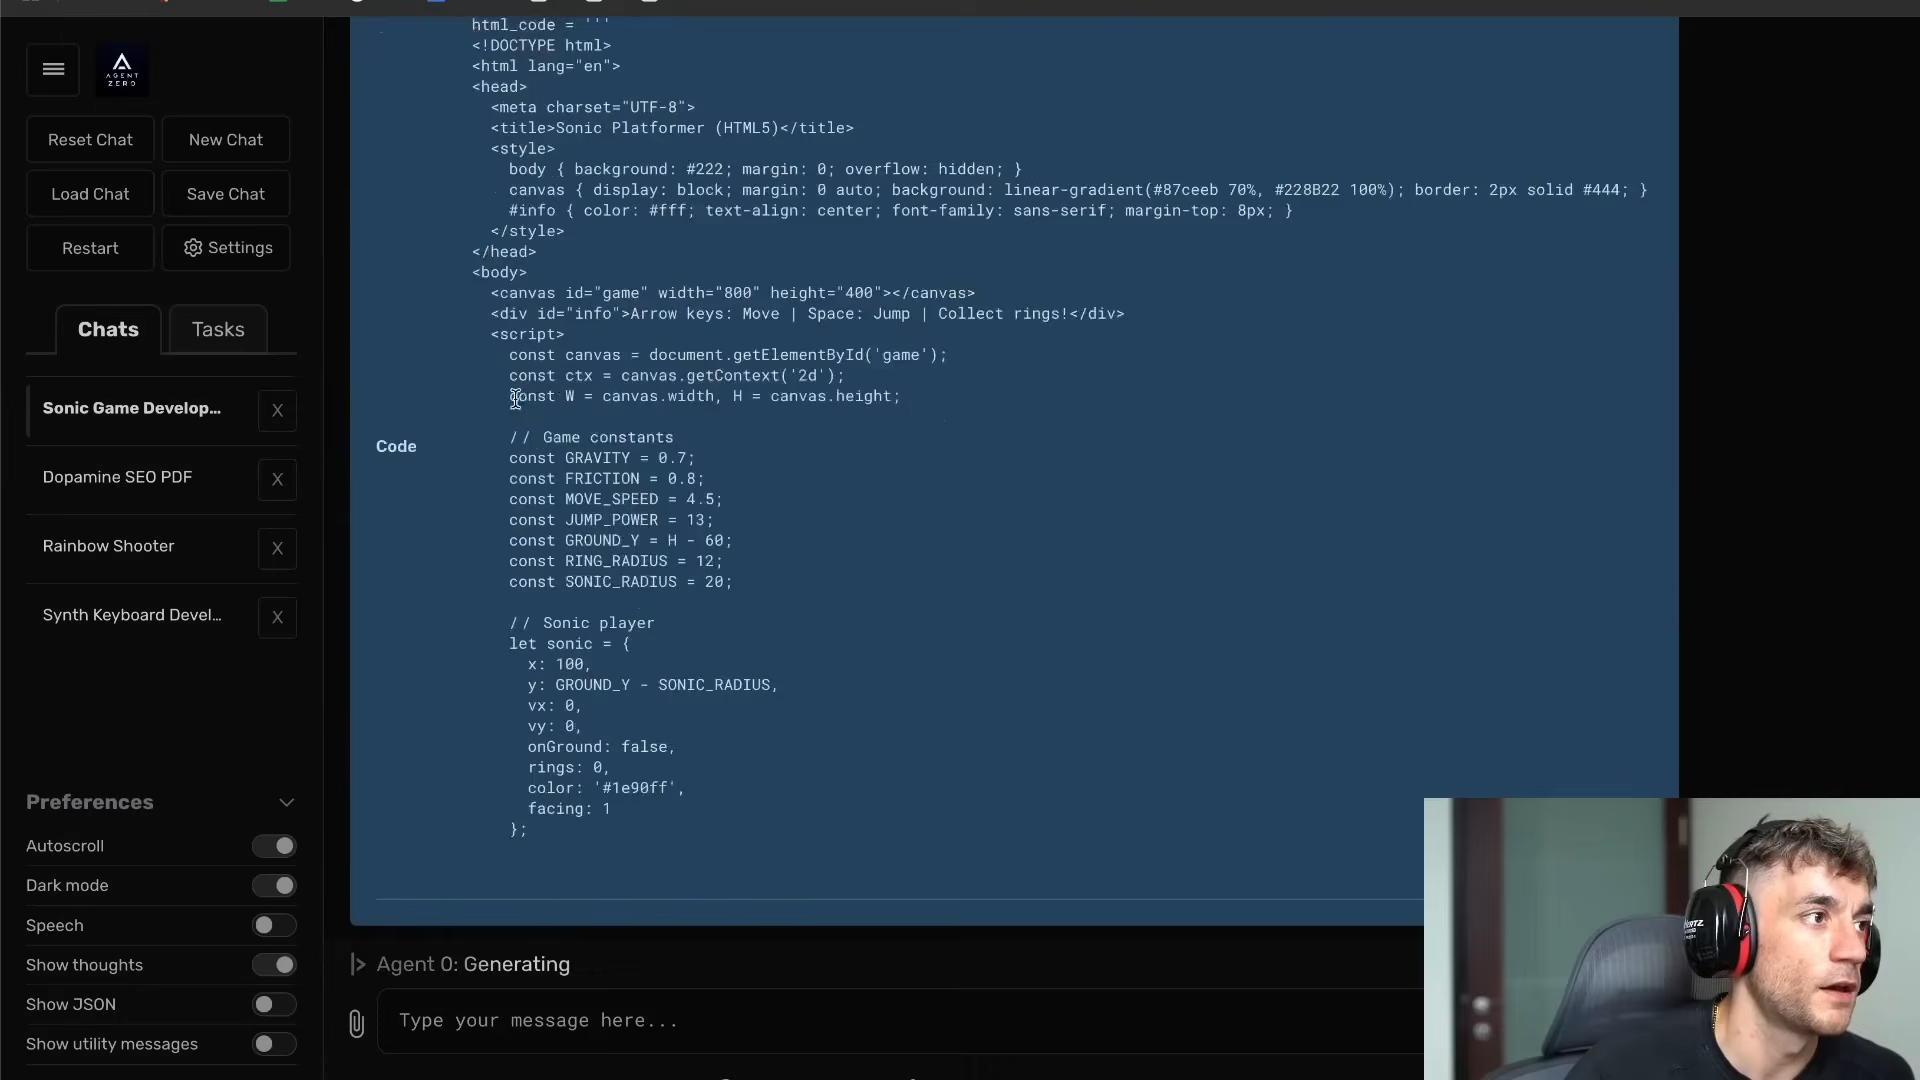 AGENT
ZERO
Reset Chat
New Chat
Load Chat
Save Chat
Restart
Settings
Chats
Tasks
Sonic Game Develop...
X
Dopamine SEO PDF
X
Rainbow Shooter
X
Synth Keyboard Devel...
X
Preferences
Autoscroll
Dark mode
Speech
Show thoughts
Show JSON
Show utility messages
Code
html_code = '''
<!DOCTYPE html>
<html lang="en">
<head>
  <meta charset="UTF-8">
  <title>Sonic Platformer (HTML5)</title>
  <style>
    body { background: #222; margin: 0; overflow: hidden; }
    canvas { display: block; margin: 0 auto; background: linear-gradient(#87ceeb 70%, #228B22 100%); border: 2px solid #444; }
    #info { color: #fff; text-align: center; font-family: sans-serif; margin-top: 8px; }
  </style>
</head>
<body>
  <canvas id="game" width="800" height="400"></canvas>
  <div id="info">Arrow keys: Move | Space: Jump | Collect rings!</div>
  <script>
    const canvas = document.getElementById('game');
    const ctx = canvas.getContext('2d');
    const W = canvas.width, H = canvas.height;
    // Game constants
    const GRAVITY = 0.7;
    const FRICTION = 0.8;
    const MOVE_SPEED = 4.5;
    const JUMP_POWER = 13;
    const GROUND_Y = H - 60;
    const RING_RADIUS = 12;
    const SONIC_RADIUS = 20;
    // Sonic player
    let sonic = {
      x: 100,
      y: GROUND_Y - SONIC_RADIUS,
      vx: 0,
      vy: 0,
      onGround: false,
      rings: 0,
      color: '#1e90ff',
      facing: 1
    };
Agent 0: Generating
Type your message here...